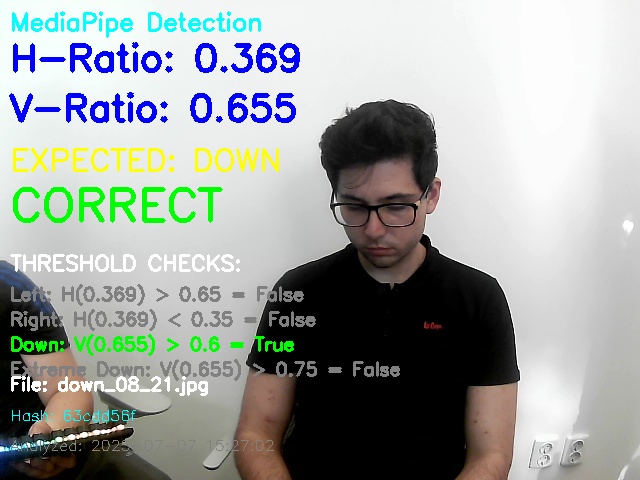 MediaPipe Detection
H-Ratio: 0.369
V-Ratio: 0.655
EXPECTED: DOWN
CORRECT
THRESHOLD CHECKS:
Left: H(0.369) > 0.65 = False
Right: H(0.369) < 0.35 = False
Down: V(0.655) > 0.6 = True
Extreme Down: V(0.655) > 0.75 = False
File: down_08_21.jpg
Hash: 63cdd56f
Analyzed: 2025-07-07 15:27:02